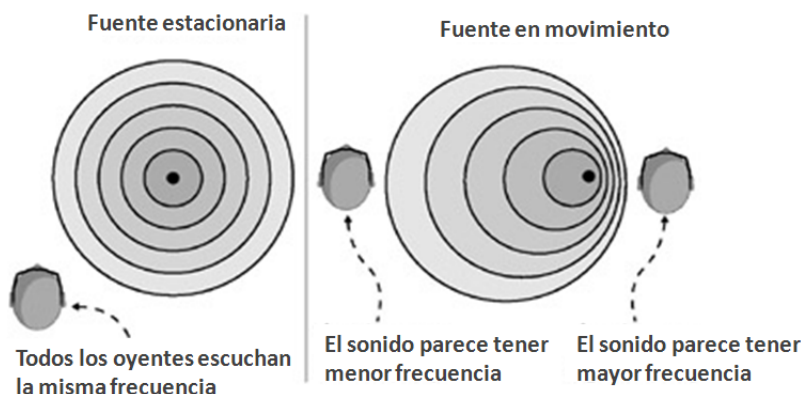 Fuente estacionaria
Fuente en movimiento
Todos los oyentes escuchan
la misma frecuencia
El sonido parece tener
menor frecuencia
El sonido parece tener
mayor frecuencia